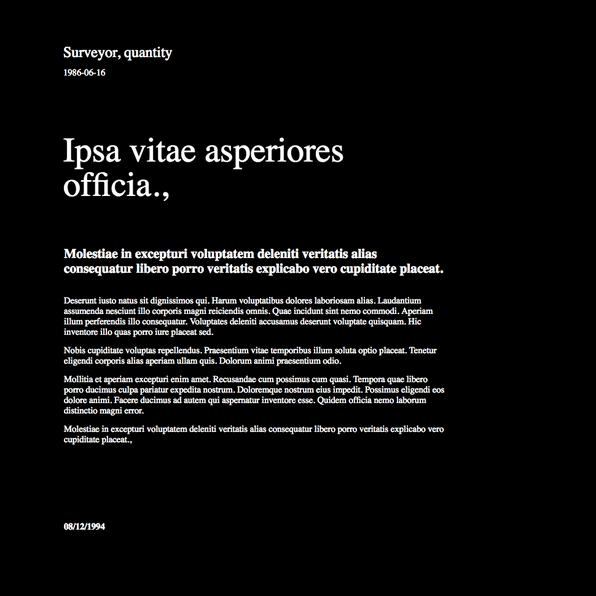 Surveyor, quantity
1986-06-16
Ipsa vitae asperiores
officia.,
Molestiae in excepturi voluptatem deleniti veritatis alias
consequatur libero porro veritatis explicabo vero cupiditate placeat.
Deserunt iusto natus sit dignissimos qui. Harum voluptatibus dolores laboriosam alias. Laudantium
assumenda nesciunt illo corporis magni reiciendis omnis. Quae incidunt sint nemo commodi. Aperiam
illum perferendis illo consequatur. Voluptates deleniti accusamus deserunt voluptate quisquam. Hic
inventore illo quas porro iure placeat sed.
Nobis cupiditate voluptas repellendus. Praesentium vitae temporibus illum soluta optio placeat. Tenetur
eligendi corporis alias aperiam ullam quis. Dolorum animi praesentium odio.
Mollitia et aperiam excepturi enim amet. Recusandae cum possimus cum quasi. Tempora quae libero
porro ducimus culpa pariatur expedita nostrum. Doloremque nostrum eius impedit. Possimus eligendi eos
dolore animi. Facere ducimus ad autem qui aspernatur inventore esse. Quidem officia nemo laborum
distinctio magni error.
Molestiae in excepturi voluptatem deleniti veritatis alias consequatur libero porro veritatis explicabo vero
cupiditate placeat.,
08/12/1994